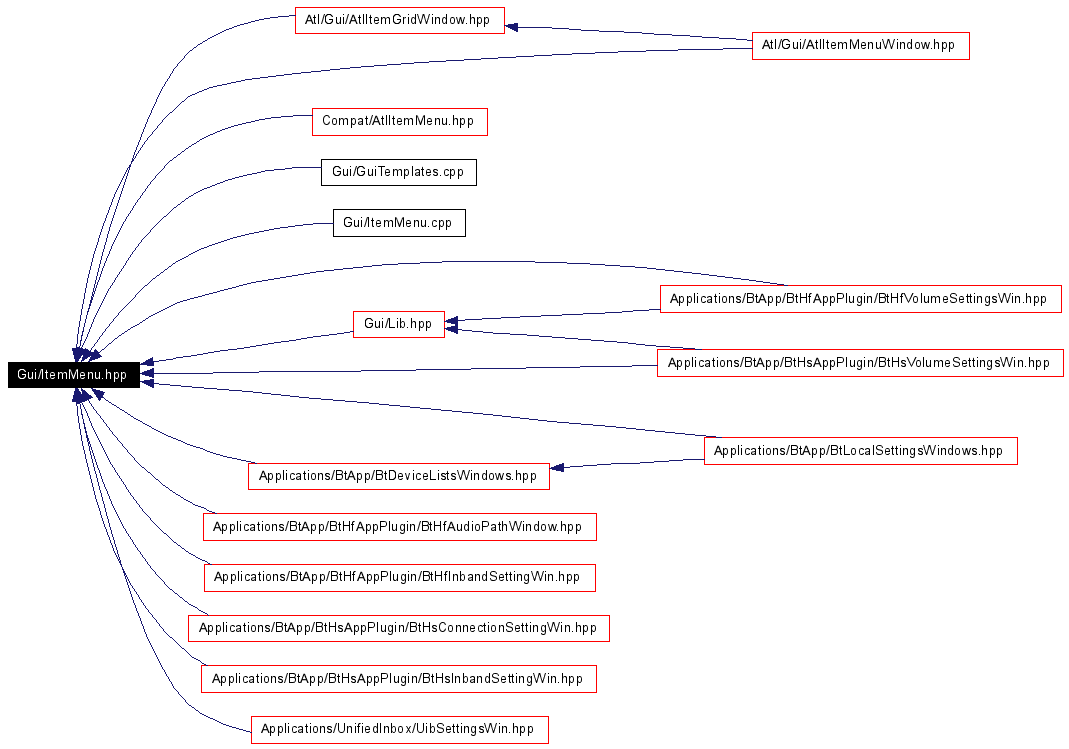 Atl/Gui/AtlItemGridWindow.hpp
Atl/Gui/AtlItemMenuWindow.hpp
Compat/AtlItemMenu.hpp
Gui/GuiTemplates.cpp
Gui/ItemMenu.cpp
Applications/BtApp/BtHfAppPlugin/BtHfVolumeSettingsWin.hpp
Gui/Lib.hpp
Applications/BtApp/BtHsAppPlugin/BtHsVolumeSettingsWin.hpp
Gui/ItemMenu.hpp
Applications/BtApp/BtLocalSettingsWindows.hpp
Applications/BtApp/BtDeviceListsWindows.hpp
Applications/BtApp/BtHfAppPlugin/BtHfAudioPathWindow.hpp
Applications/BtApp/BtHfAppPlugin/BtHfInbandSettingWin.hpp
Applications/BtApp/BtHsAppPlugin/BtHsConnectionSettingWin.hpp
Applications/BtApp/BtHsAppPlugin/BtHsInbandSettingWin.hpp
Applications/UnifiedInbox/UibSettingsWin.hpp